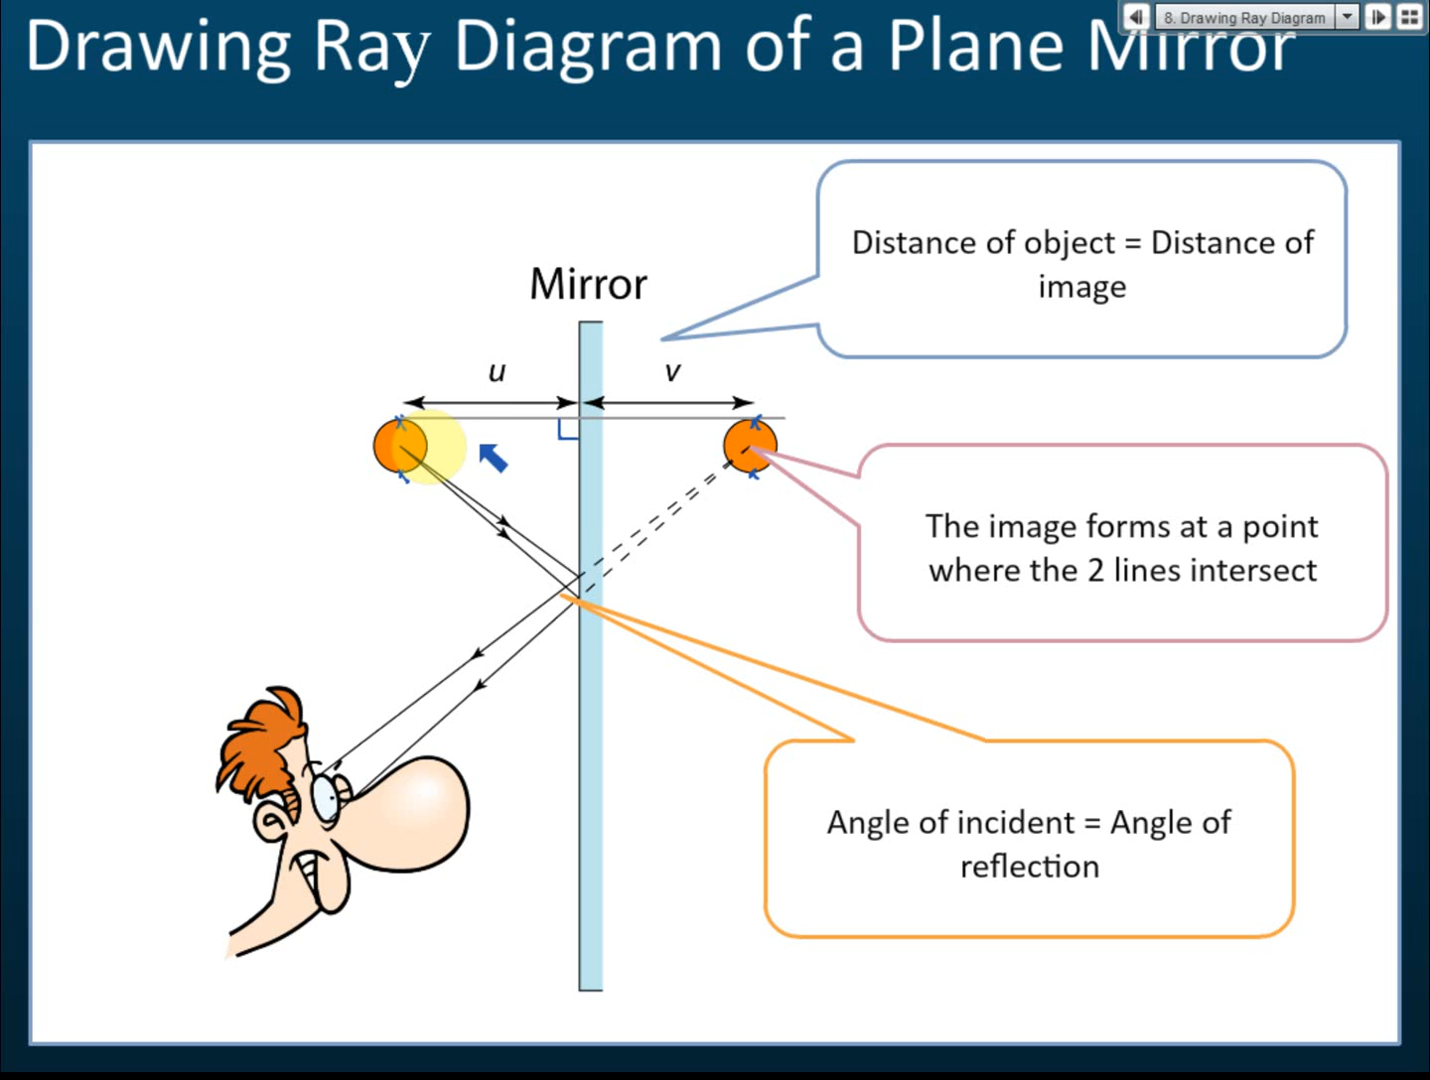 8. Drawing Ray Diagram
Drawing Ray Diagram of a Plane Mirror
Distance of object = Distance of
image
Mirror
u
v
The image forms at a point
where the 2 lines intersect
Angle of incident = Angle of
reflection